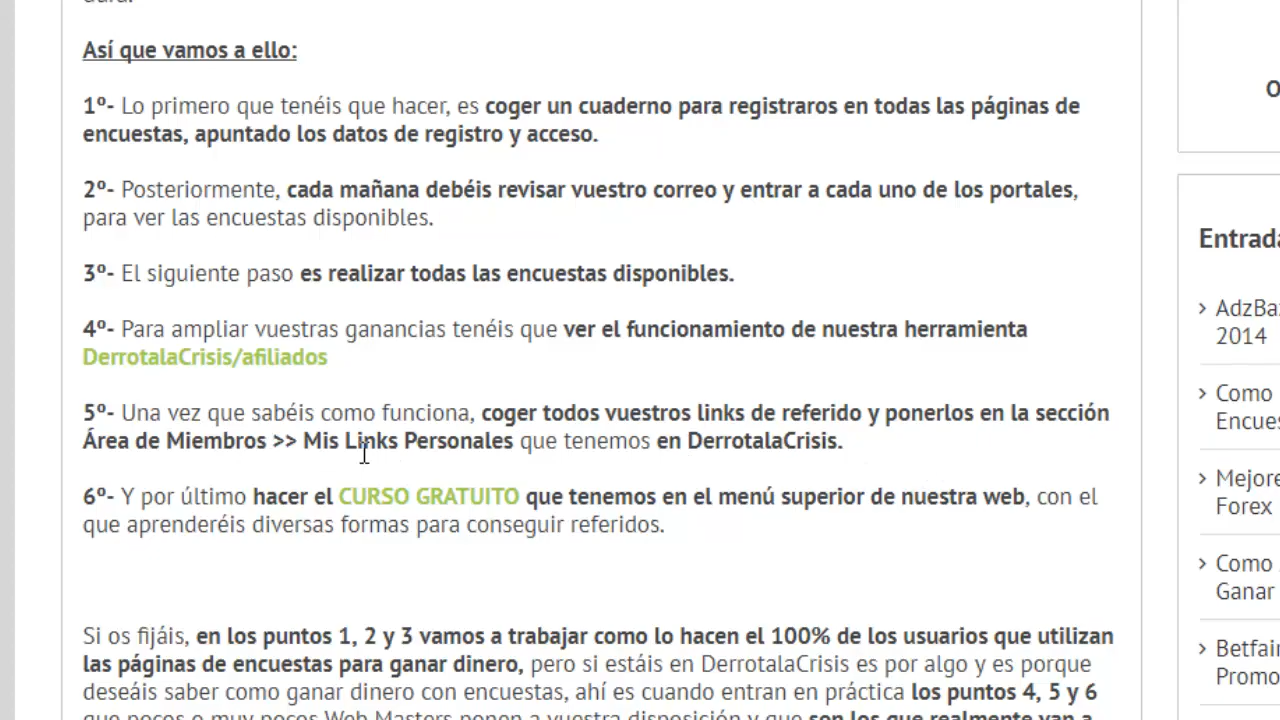 Así que vamos a ello:
1º- Lo primero que tenéis que hacer, es coger un cuaderno para registraros en todas las páginas de
encuestas, apuntado los datos de registro y acceso.
2º- Posteriormente, cada mañana debéis revisar vuestro correo y entrar a cada uno de los portales,
para ver las encuestas disponibles.
3º- El siguiente paso es realizar todas las encuestas disponibles.
4º- Para ampliar vuestras ganancias tenéis que ver el funcionamiento de nuestra herramienta
DerrotalaCrisis/afiliados
5º- Una vez que sabéis como funciona, coger todos vuestros links de referido y ponerlos en la sección
Área de Miembros >> Mis Links Personales que tenemos en DerrotalaCrisis.
6º- Y por último hacer el CURSO GRATUITO que tenemos en el menú superior de nuestra web, con el
que aprenderéis diversas formas para conseguir referidos.
Si os fijáis, en los puntos 1, 2 y 3 vamos a trabajar como lo hacen el 100% de los usuarios que utilizan
las páginas de encuestas para ganar dinero, pero si estáis en DerrotalaCrisis es por algo y es porque
deseáis saber como ganar dinero con encuestas, ahí es cuando entran en práctica los puntos 4, 5 y 6
que pocos o muy pocos Web Masters ponen a vuestra disposición y que son los que realmente van a
O
Entrada
> AdzBaz
2014
> Como
Encues
> Mejore
Forex
> Como
Ganar
> Betfair
Promo